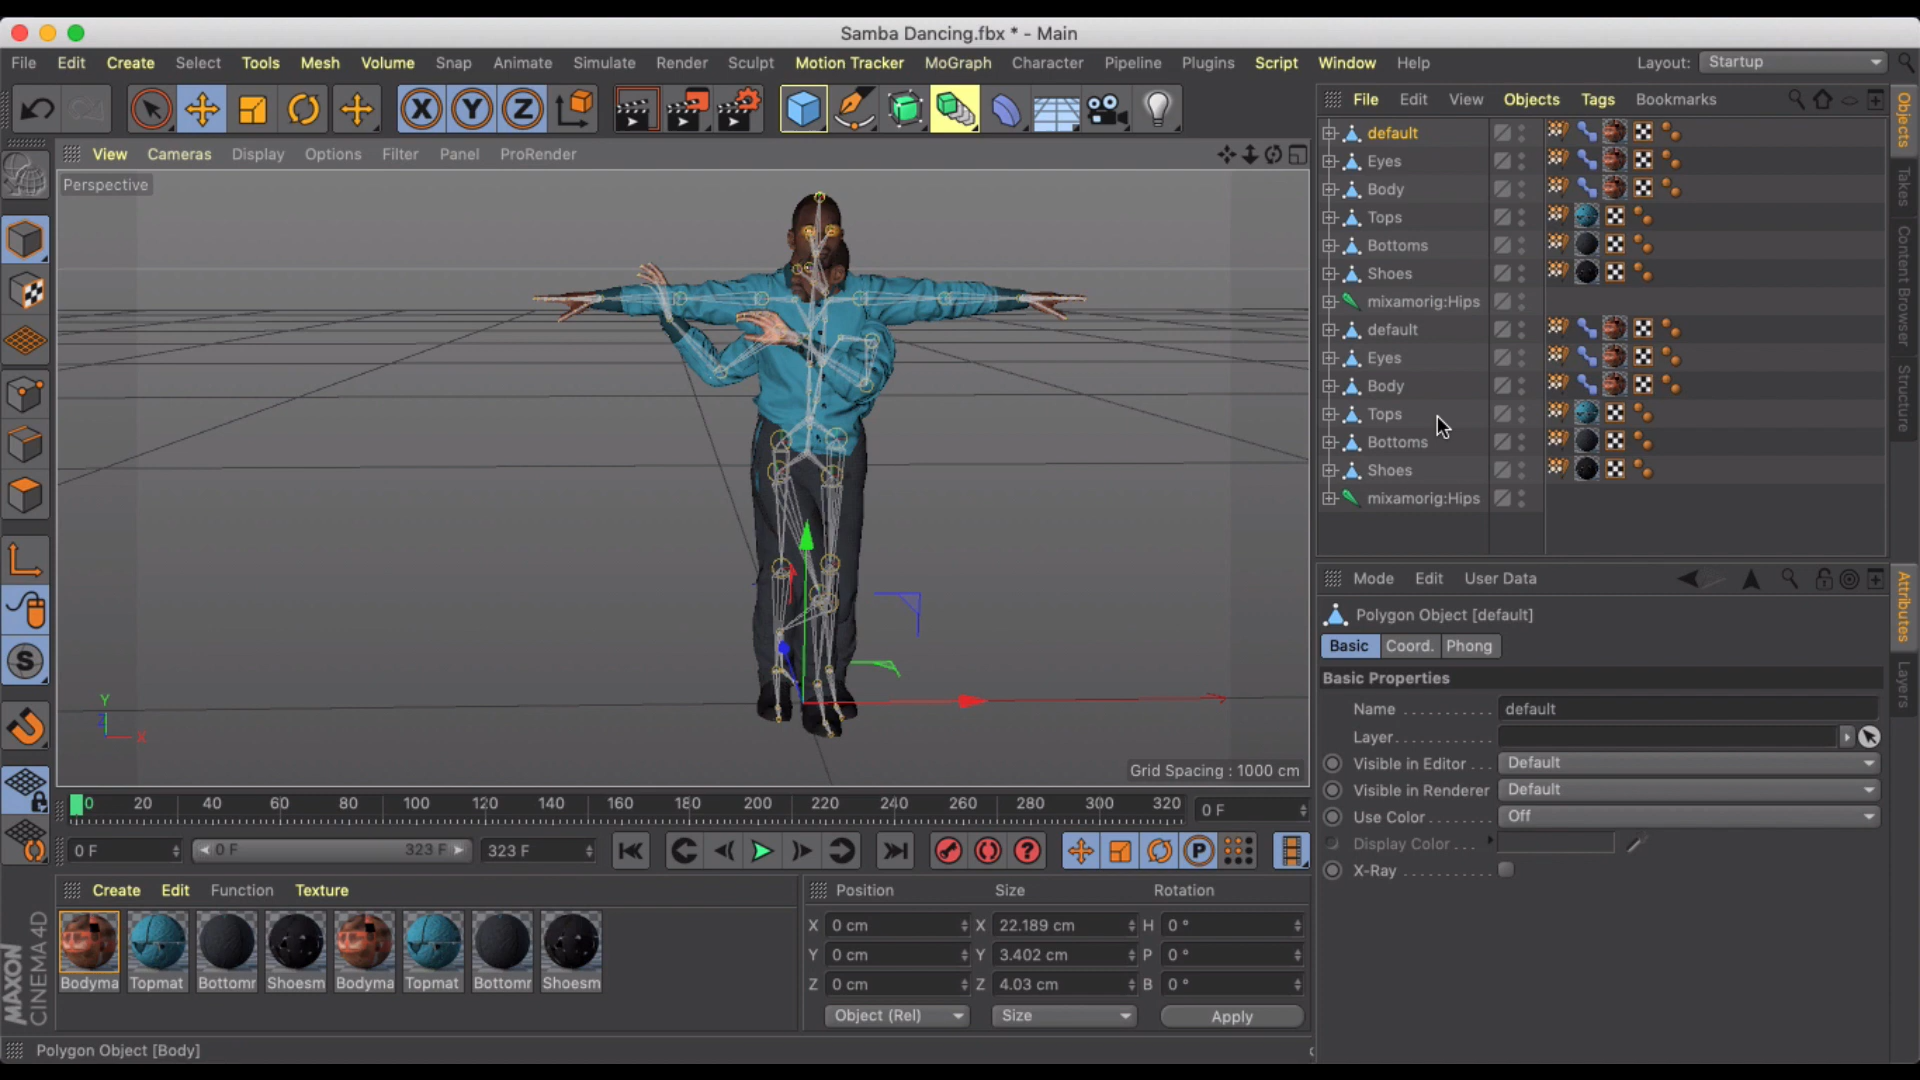 Samba Dancing.fbx * - Main
File Edit Create Select Tools Mesh Volume Snap Animate Simulate Render Sculpt Motion Tracker MoGraph Character Pipeline Plugins Script Window Help Layout: Startup
X Y Z
File Edit View Objects Tags Bookmarks
View Cameras Display Options Filter Panel ProRender
Perspective
default
Eyes
Body
Tops
Bottoms
Shoes
mixamorig:Hips
default
Eyes
Body
Tops
Bottoms
Shoes
mixamorig:Hips
Objects
Takes
Content Browser
Structure
S
Y
Z
X
Grid Spacing : 1000 cm
Mode Edit User Data
Polygon Object [default]
Basic Coord. Phong
Basic Properties
Name default
Layer
Visible in Editor Default
Visible in Renderer Default
Use Color Off
Display Color
X-Ray
Attributes
Layers
0 20 40 60 80 100 120 140 160 180 200 220 240 260 280 300 320 0 F
0 F 0 F 323 F 323 F P
Create Edit Function Texture
Bodyma Topmat Bottomr Shoesm Bodyma Topmat Bottomr Shoesm
Position Size Rotation
X 0 cm X 22.189 cm H 0 °
Y 0 cm Y 3.402 cm P 0 °
Z 0 cm Z 4.03 cm B 0 °
Object (Rel) Size Apply
MAXON
CINEMA 4D
Polygon Object [Body]